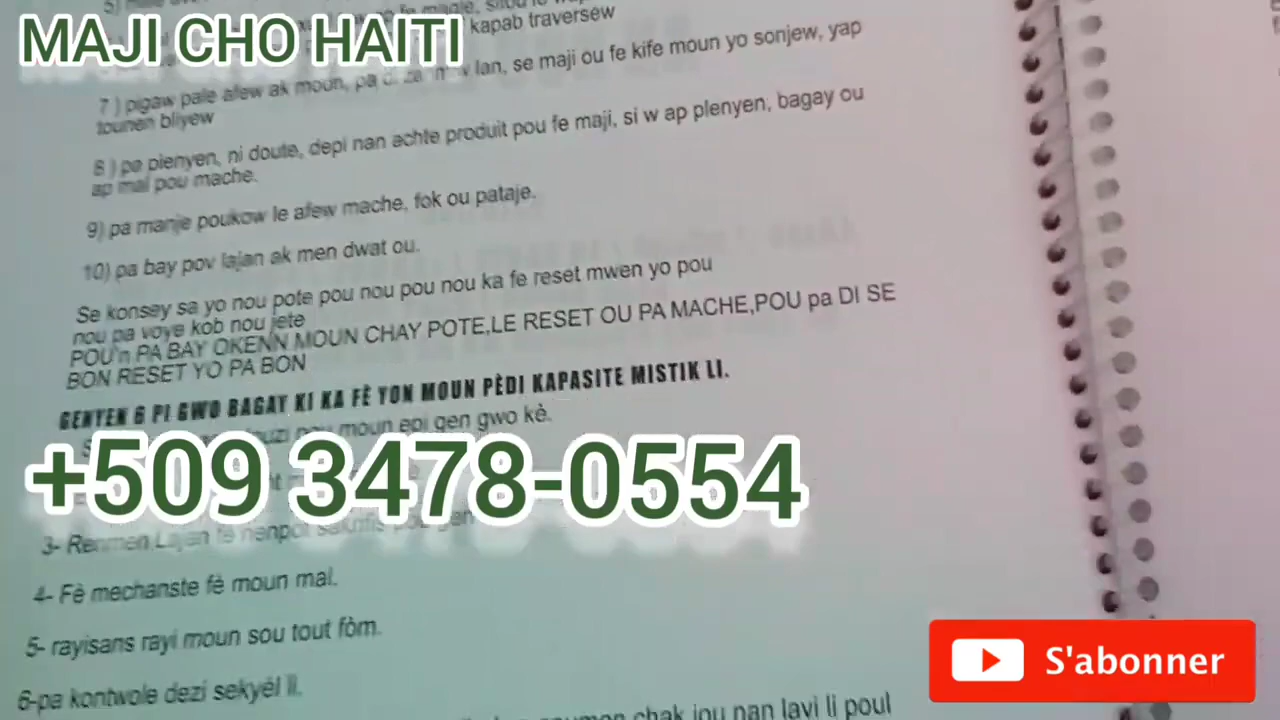 MAJI CHO HAITI
kapab traversew
7 ) pigaw pale afew ak moun, lan, se maji ou fe kife moun yo sonjew, yap
tounen bliyew
8 ) pa plenyen, ni doute, depi nan achte produit pou fe maji, si w ap plenyen, bagay ou
ap mal pou mache.
9) pa manje poukow le afew mache, fok ou pataje.
10) pa bay pov lajan ak men dwat ou.
Se konsey sa yo nou pote pou nou pou nou ka fe reset mwen yo pou
nou pa voye kob nou jete
POU'n PA BAY OKENN MOUN CHAY POTE,LE RESET OU PA MACHE,POU pa DI SE
BON RESET YO PA BON
GENYEN 6 PI GWO BAGAY KI KA FÈ YON MOUN PÈDI KAPASITE MISTIK LI.
moun epi gen gwo kè.
+509 3478-0554
3- Renmen Lajan
4- Fè mechanste fè moun mal.
5- rayisans rayi moun sou tout fòm.
6-pa kontwole dezi sekyèl li.
chak jou nan lavi li poul
S'abonner